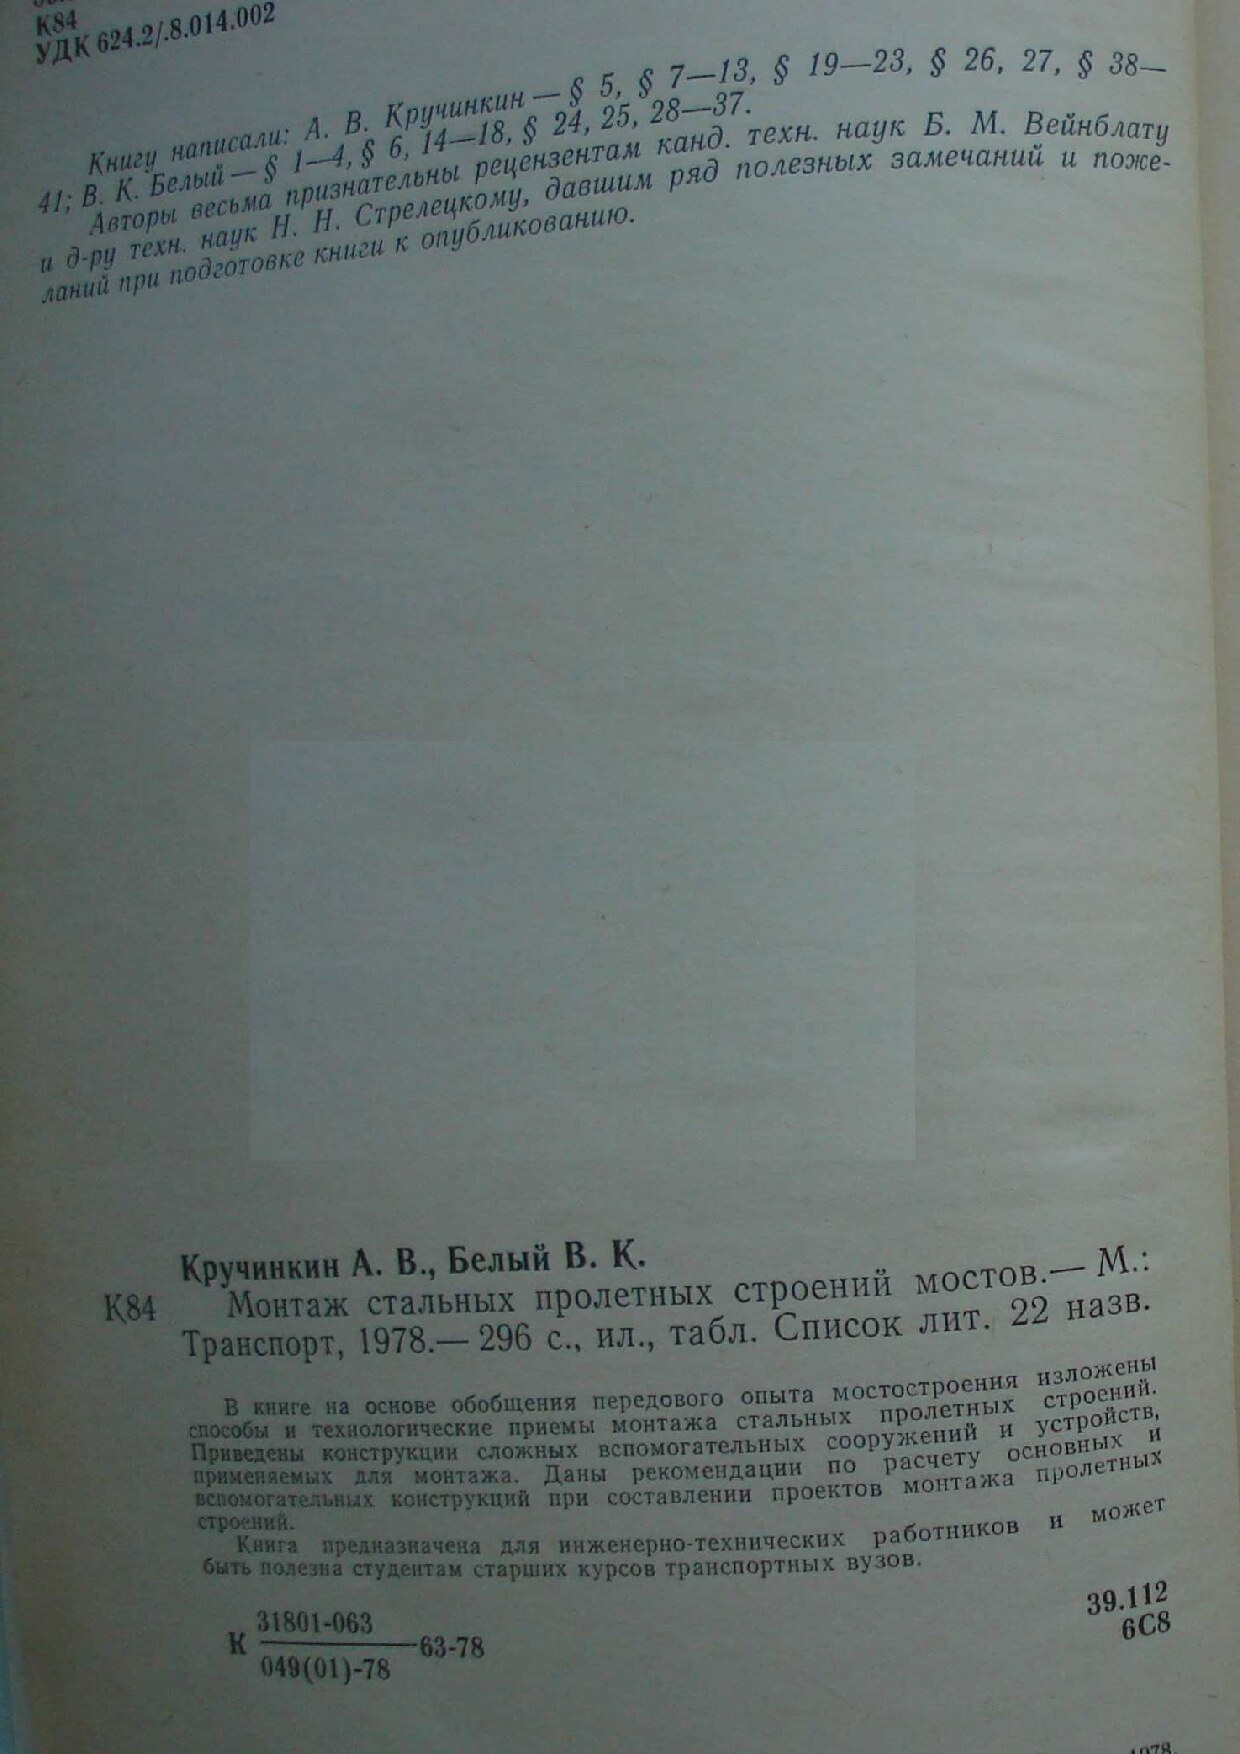 К84
УДК 624.2/.8.014.002
Книгу написали: А. В. Кручинкин — § 5, § 7—13, § 19—23, § 26, 27, § 38—
41; В. К. Белый — § 1—4, § 6, 14—18, § 24, 25, 28—37.
Авторы весьма признательны рецензентам канд. техн. наук Б. М. Вейнблату
и д-ру техн. наук Н. Н. Стрелецкому, давшим ряд полезных замечаний и поже-
ланий при подготовке книги к опубликованию.
Кручинкин А. В., Белый В. К.
К84 Монтаж стальных пролетных строений мостов.— М.:
Транспорт, 1978.— 296 с., ил., табл. Список лит. 22 назв.
В книге на основе обобщения передового опыта мостостроения изложены
способы и технологические приемы монтажа стальных пролетных строений.
Приведены конструкции сложных вспомогательных сооружений и устройств,
применяемых для монтажа. Даны рекомендации по расчету основных и
вспомогательных конструкций при составлении проектов монтажа пролетных
строений.
Книга предназначена для инженерно-технических работников и может
быть полезна студентам старших курсов транспортных вузов.
К 31801-063
049(01)-78
63-78
39.112
6С8
1978.